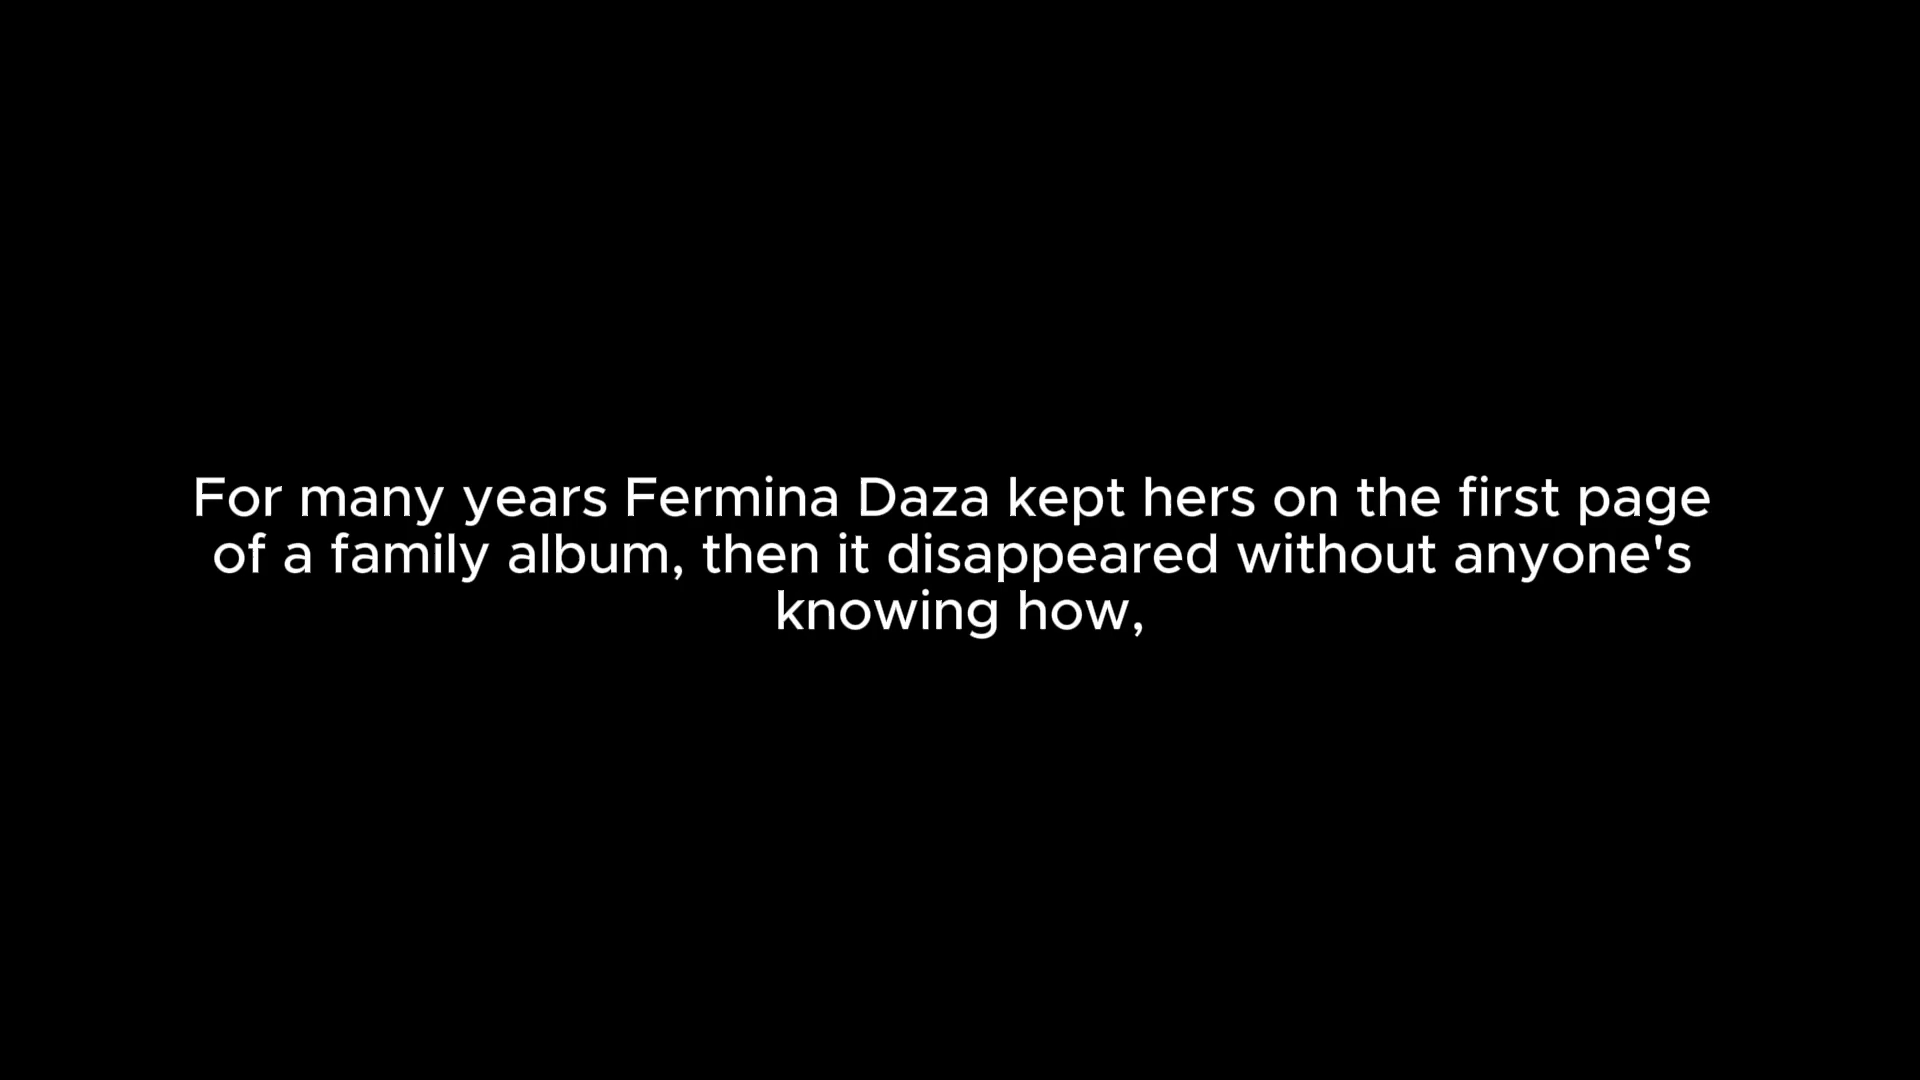 For many years Fermina Daza kept hers on the first page
of a family album, then it disappeared without anyone's
knowing how,